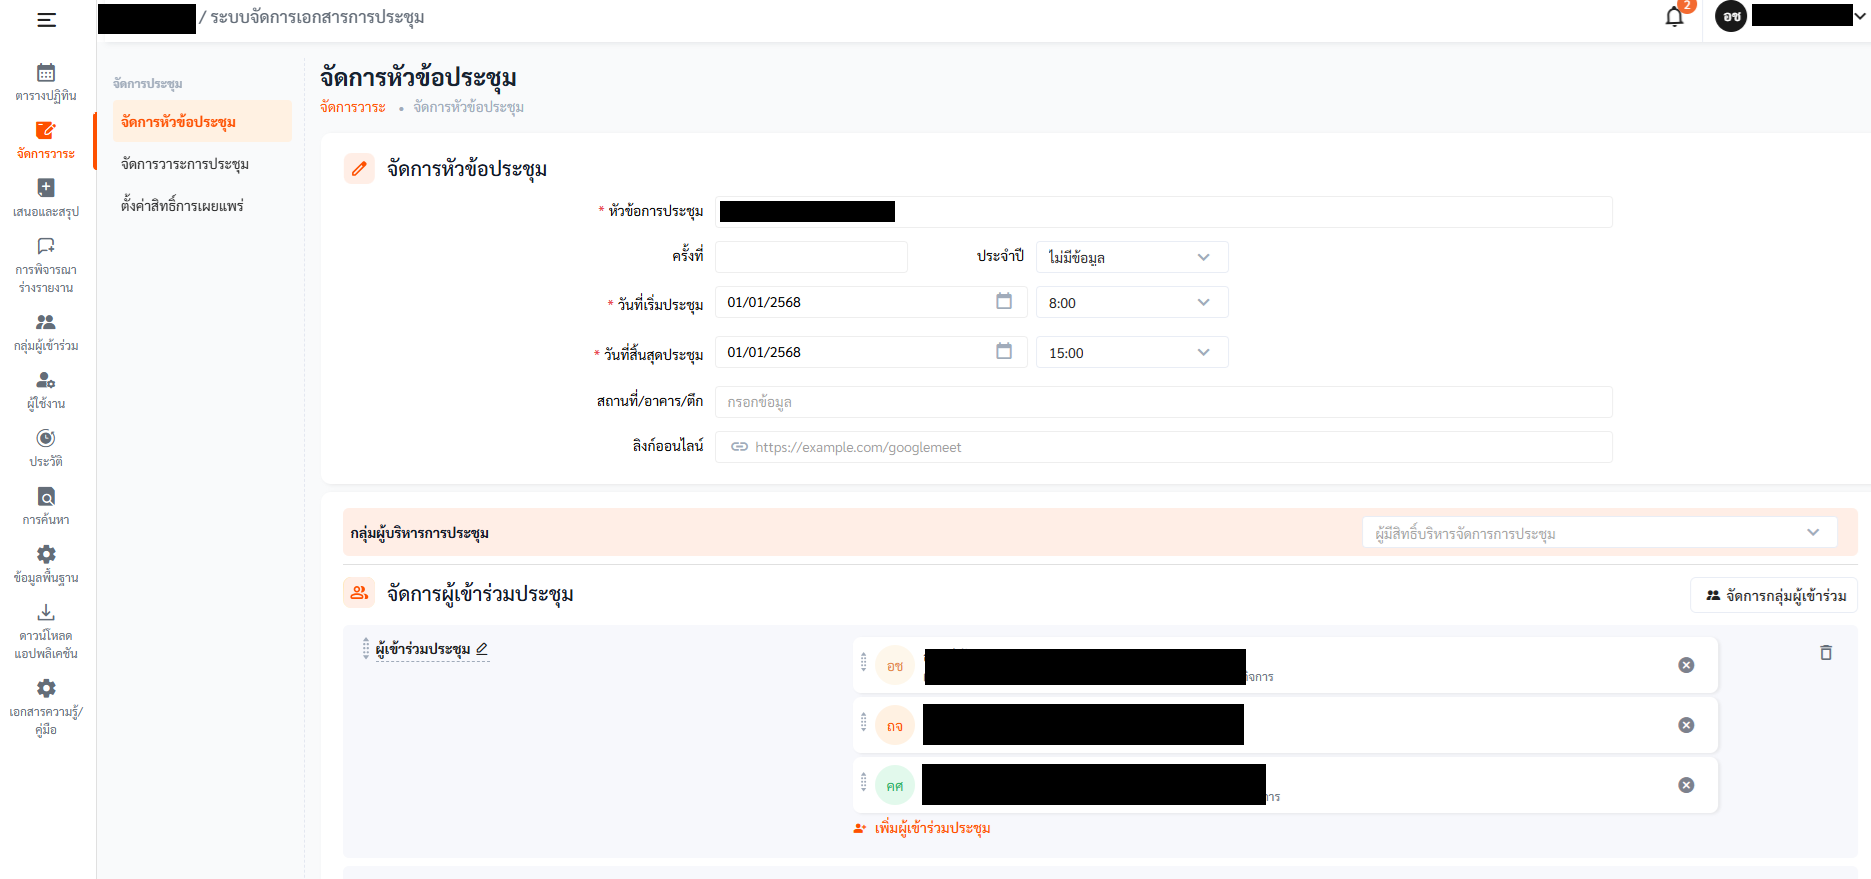 / ระบบจัดการเอกสารการประชุม
2
อช
ตารางปฏิทิน
จัดการวาระ
เสนอและสรุป
การพิจารณา
ร่างรายงาน
กลุ่มผู้เข้าร่วม
ผู้ใช้งาน
ประวัติ
การค้นหา
ข้อมูลพื้นฐาน
ดาวน์โหลด
แอปพลิเคชัน
เอกสารความรู้/
คู่มือ
จัดการประชุม
จัดการหัวข้อประชุม
จัดการวาระการประชุม
ตั้งค่าสิทธิ์การเผยแพร่
จัดการหัวข้อประชุม
จัดการวาระ • จัดการหัวข้อประชุม
จัดการหัวข้อประชุม
* หัวข้อการประชุม
ครั้งที่ ประจำปี ไม่มีข้อมูล
* วันที่เริ่มประชุม 01/01/2568 8:00
* วันที่สิ้นสุดประชุม 01/01/2568 15:00
สถานที่/อาคาร/ตึก กรอกข้อมูล
ลิงก์ออนไลน์ https://example.com/googlemeet
กลุ่มผู้บริหารการประชุม ผู้มีสิทธิ์บริหารจัดการการประชุม
จัดการผู้เข้าร่วมประชุม จัดการกลุ่มผู้เข้าร่วม
ผู้เข้าร่วมประชุม
อช
ถจ
คศ
เพิ่มผู้เข้าร่วมประชุม